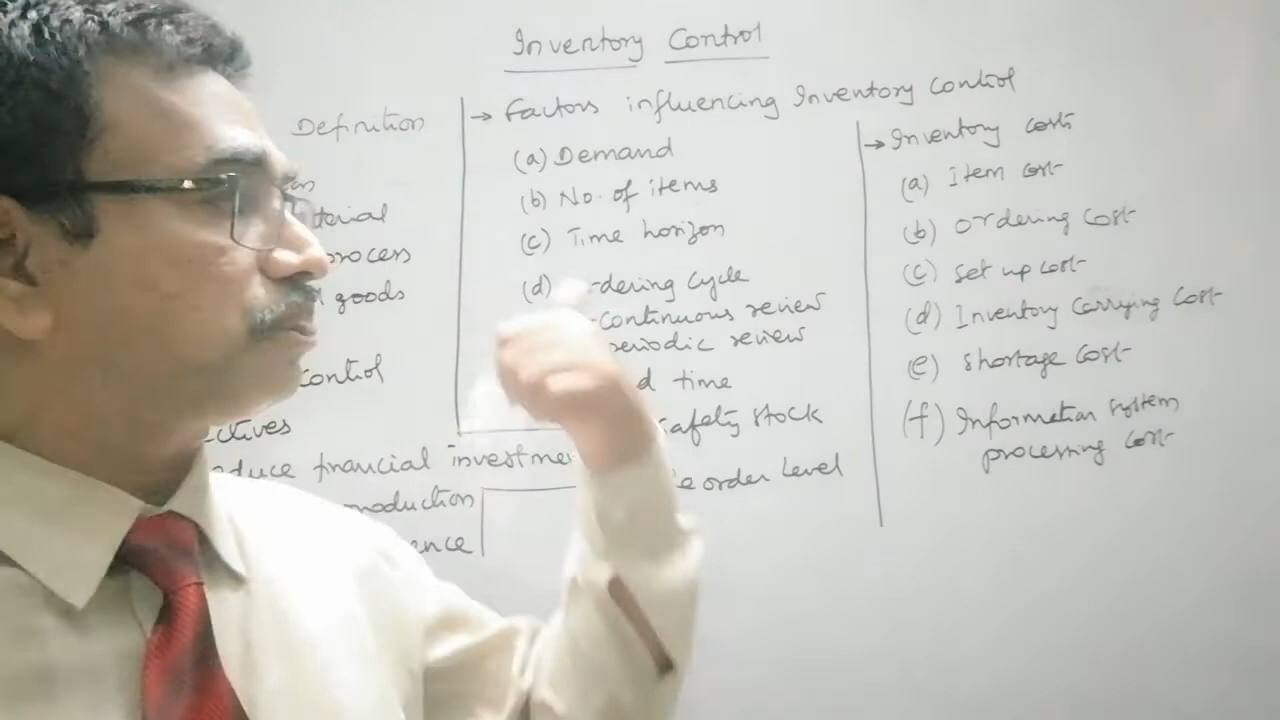 Inventory Control
Definition
terial
rocess
goods
control
ctives
duce financial investme
roduction
ence
→ Factors influencing Inventory control
(a) Demand
(b) No. of items
(c) Time horizon
(d) rdering cycle
- continuous review
periodic review
d time
afety stock
e order Level
→ Inventory costs
(a) Item cost
(b) ordering cost
(c) set up cost
(d) Inventory carrying cost
(e) shortage cost
(f) Information system
processing cost